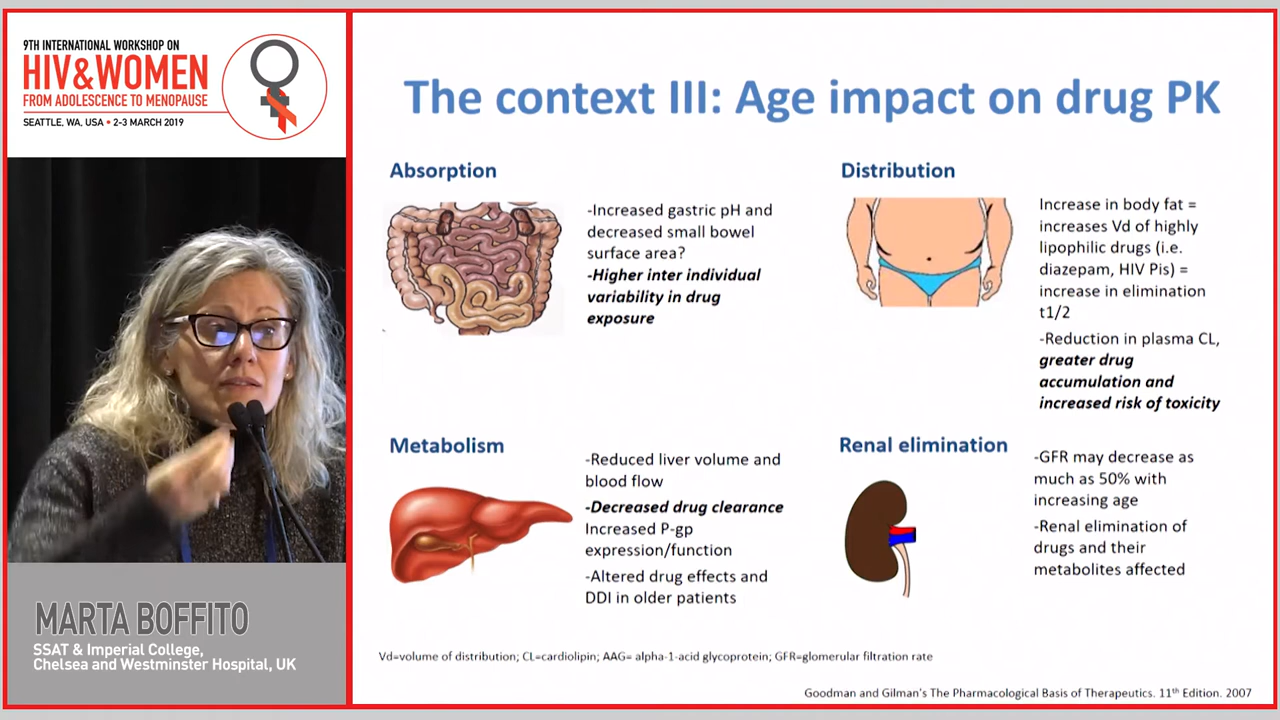 9TH INTERNATIONAL WORKSHOP ON
HIV&WOMEN
FROM ADOLESCENCE TO MENOPAUSE
SEATTLE, WA, USA • 2-3 MARCH 2019
MARTA BOFFITO
SSAT & Imperial College,
Chelsea and Westminster Hospital, UK
The context III: Age impact on drug PK
Absorption
-Increased gastric pH and
decreased small bowel
surface area?
-Higher inter individual
variability in drug
exposure
Distribution
Increase in body fat =
increases Vd of highly
lipophilic drugs (i.e.
diazepam, HIV Pis) =
increase in elimination
t1/2
-Reduction in plasma CL,
greater drug
accumulation and
increased risk of toxicity
Metabolism
-Reduced liver volume and
blood flow
-Decreased drug clearance
Increased P-gp
expression/function
-Altered drug effects and
DDI in older patients
Renal elimination
-GFR may decrease as
much as 50% with
increasing age
-Renal elimination of
drugs and their
metabolites affected
Vd=volume of distribution; CL=cardiolipin; AAG= alpha-1-acid glycoprotein; GFR=glomerular filtration rate
Goodman and Gilman's The Pharmacological Basis of Therapeutics. 11th Edition. 2007